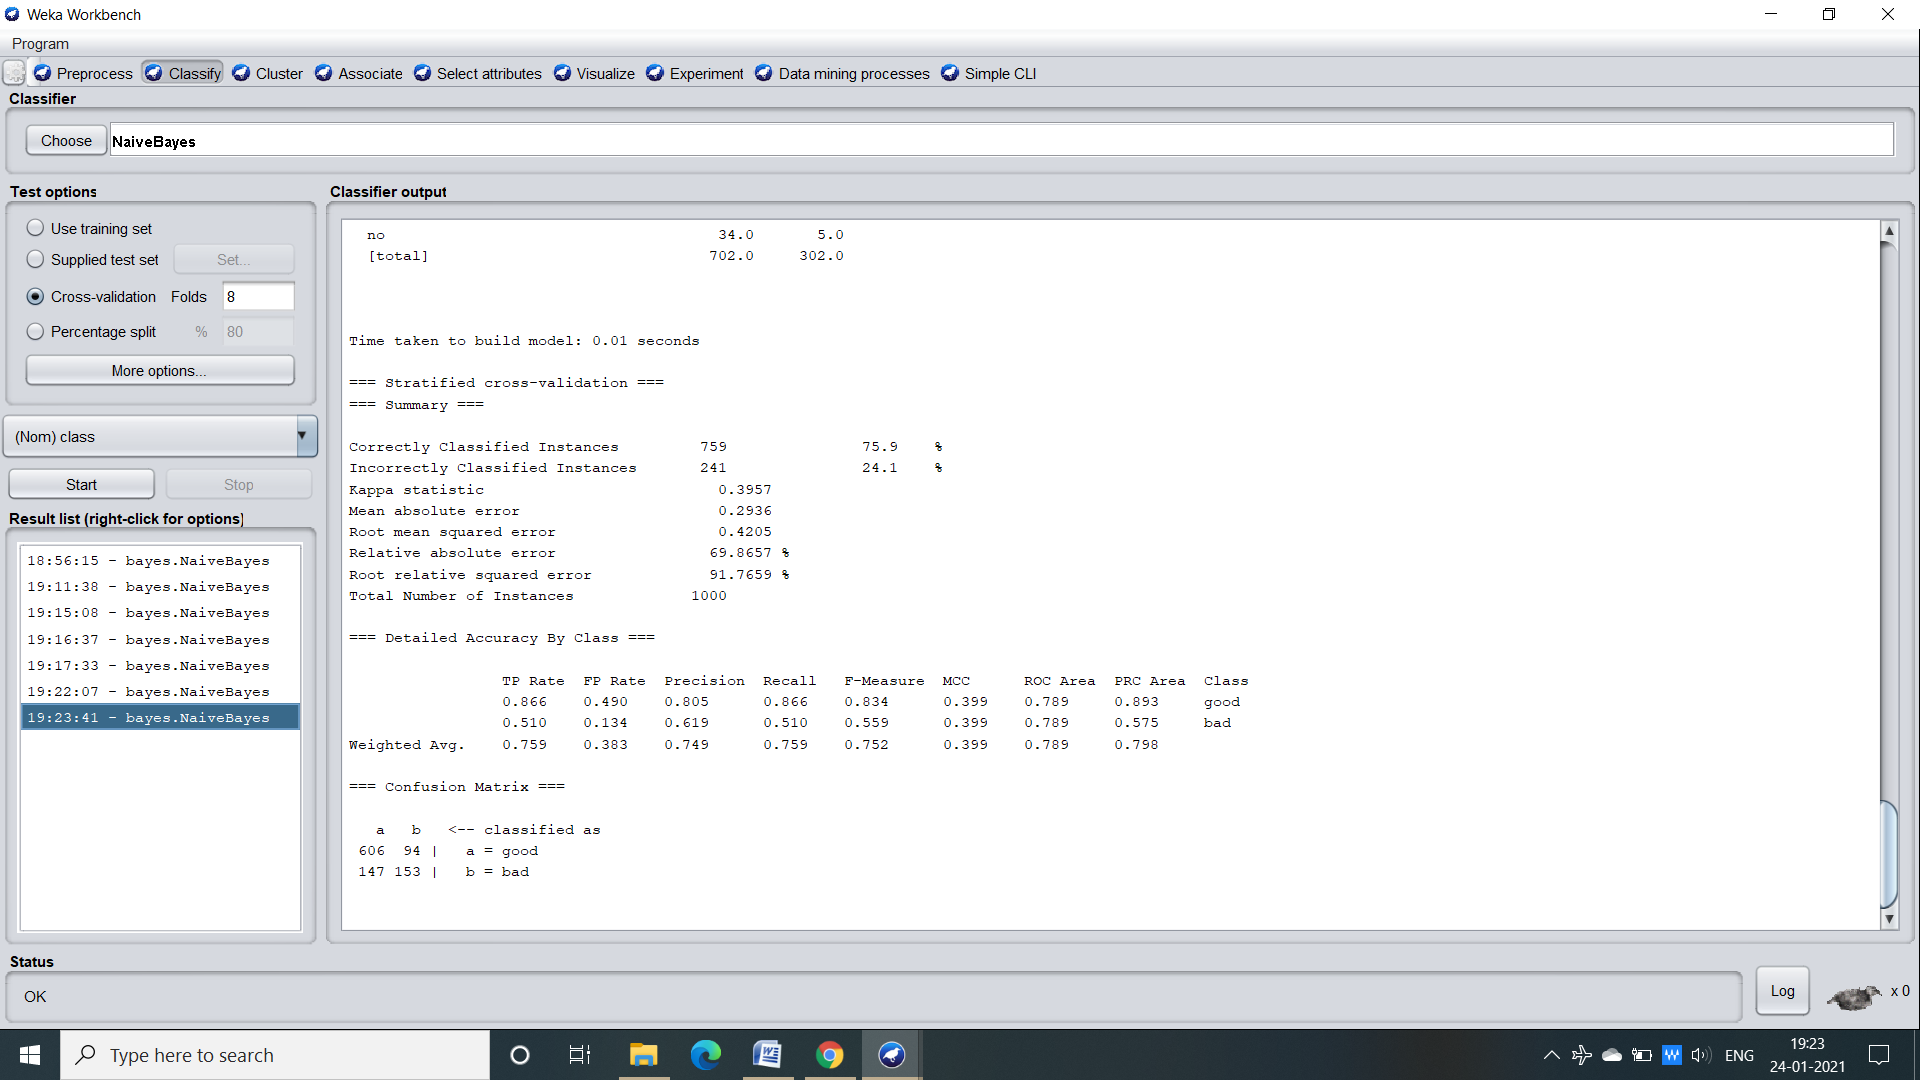 Weka Workbench
Program
Preprocess Classify Cluster Associate Select attributes Visualize Experiment Data mining processes Simple CLI
Classifier
Choose NaiveBayes
Test options
Use training set
Supplied test set Set...
Cross-validation Folds 8
Percentage split % 80
More options...
(Nom) class
Start Stop
Result list (right-click for options)
18:56:15 - bayes.NaiveBayes
19:11:38 - bayes.NaiveBayes
19:15:08 - bayes.NaiveBayes
19:16:37 - bayes.NaiveBayes
19:17:33 - bayes.NaiveBayes
19:22:07 - bayes.NaiveBayes
19:23:41 - bayes.NaiveBayes
Classifier output
no 34.0 5.0
[total] 702.0 302.0
Time taken to build model: 0.01 seconds
=== Stratified cross-validation ===
=== Summary ===
Correctly Classified Instances 759 75.9 %
Incorrectly Classified Instances 241 24.1 %
Kappa statistic 0.3957
Mean absolute error 0.2936
Root mean squared error 0.4205
Relative absolute error 69.8657 %
Root relative squared error 91.7659 %
Total Number of Instances 1000
=== Detailed Accuracy By Class ===
TP Rate FP Rate Precision Recall F-Measure MCC ROC Area PRC Area Class
0.866 0.490 0.805 0.866 0.834 0.399 0.789 0.893 good
0.510 0.134 0.619 0.510 0.559 0.399 0.789 0.575 bad
Weighted Avg. 0.759 0.383 0.749 0.759 0.752 0.399 0.789 0.798
=== Confusion Matrix ===
a b <-- classified as
606 94 | a = good
147 153 | b = bad
Status
OK
Log
x 0
Type here to search
ENG
19:23
24-01-2021